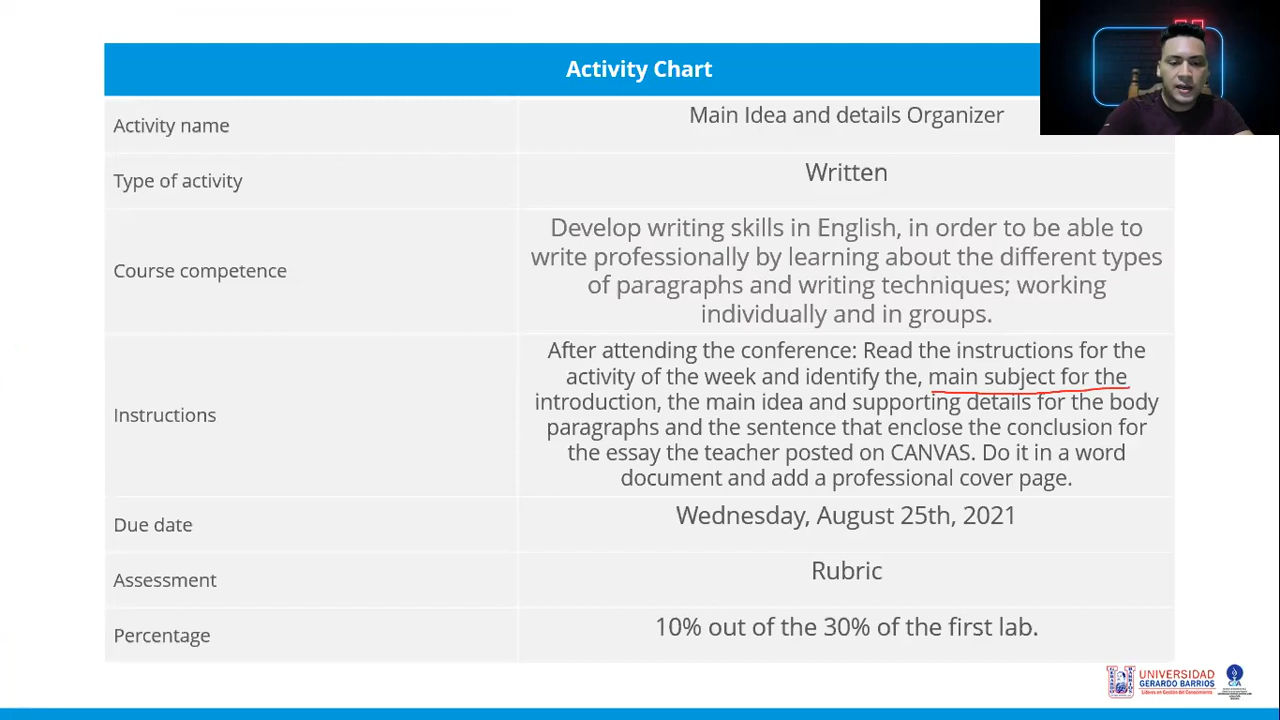 Activity Chart
Activity name
Main Idea and details Organizer
Type of activity
Written
Course competence
Develop writing skills in English, in order to be able to
write professionally by learning about the different types
of paragraphs and writing techniques; working
individually and in groups.
Instructions
After attending the conference: Read the instructions for the
activity of the week and identify the, main subject for the
introduction, the main idea and supporting details for the body
paragraphs and the sentence that enclose the conclusion for
the essay the teacher posted on CANVAS. Do it in a word
document and add a professional cover page.
Due date
Wednesday, August 25th, 2021
Assessment
Rubric
Percentage
10% out of the 30% of the first lab.
UNIVERSIDAD
GERARDO BARRIOS
Líderes en Gestión del Conocimiento